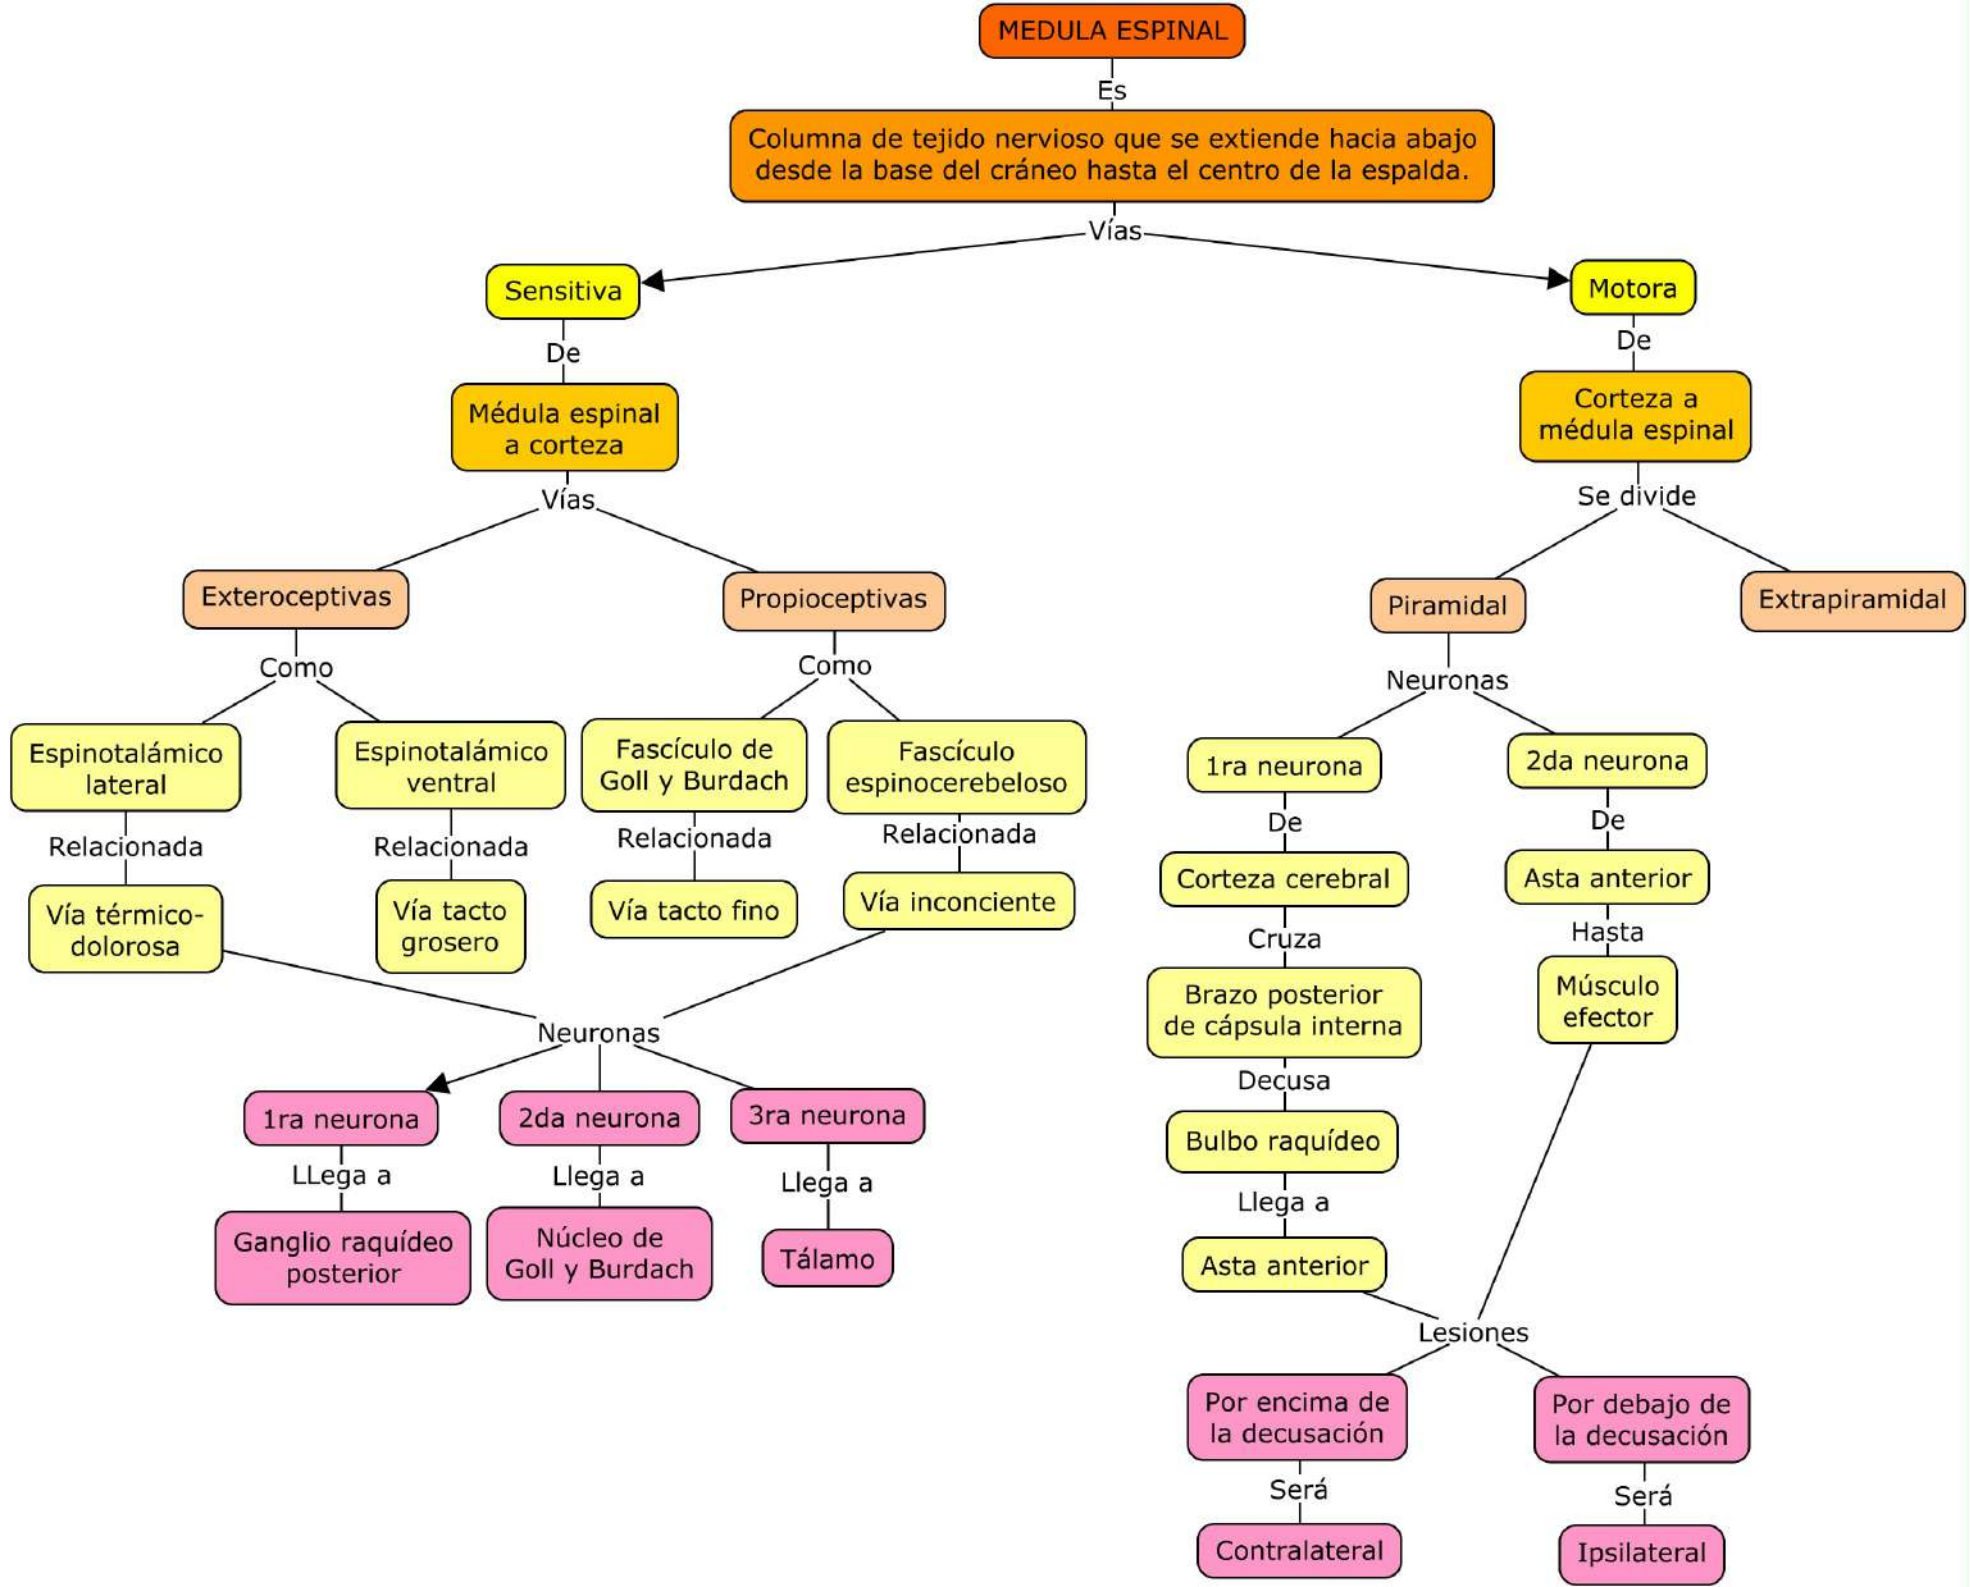 MEDULA ESPINAL
Es
Columna de tejido nervioso que se extiende hacia abajo
desde la base del cráneo hasta el centro de la espalda.
Vías
Sensitiva
De
Médula espinal
a corteza
Vías
Exteroceptivas
Como
Espinotalámico
lateral
Relacionada
Vía térmico-
dolorosa
Espinotalámico
ventral
Relacionada
Vía tacto
grosero
Propioceptivas
Como
Fascículo de
Goll y Burdach
Relacionada
Vía tacto fino
Fascículo
espinocerebeloso
Relacionada
Vía inconciente
Neuronas
1ra neurona
LLega a
Ganglio raquídeo
posterior
2da neurona
Llega a
Núcleo de
Goll y Burdach
3ra neurona
Llega a
Tálamo
Motora
De
Corteza a
médula espinal
Se divide
Piramidal
Extrapiramidal
Neuronas
1ra neurona
De
Corteza cerebral
Cruza
Brazo posterior
de cápsula interna
Decusa
Bulbo raquídeo
Llega a
Asta anterior
2da neurona
De
Asta anterior
Hasta
Músculo
efector
Lesiones
Por encima de
la decusación
Será
Contralateral
Por debajo de
la decusación
Será
Ipsilateral